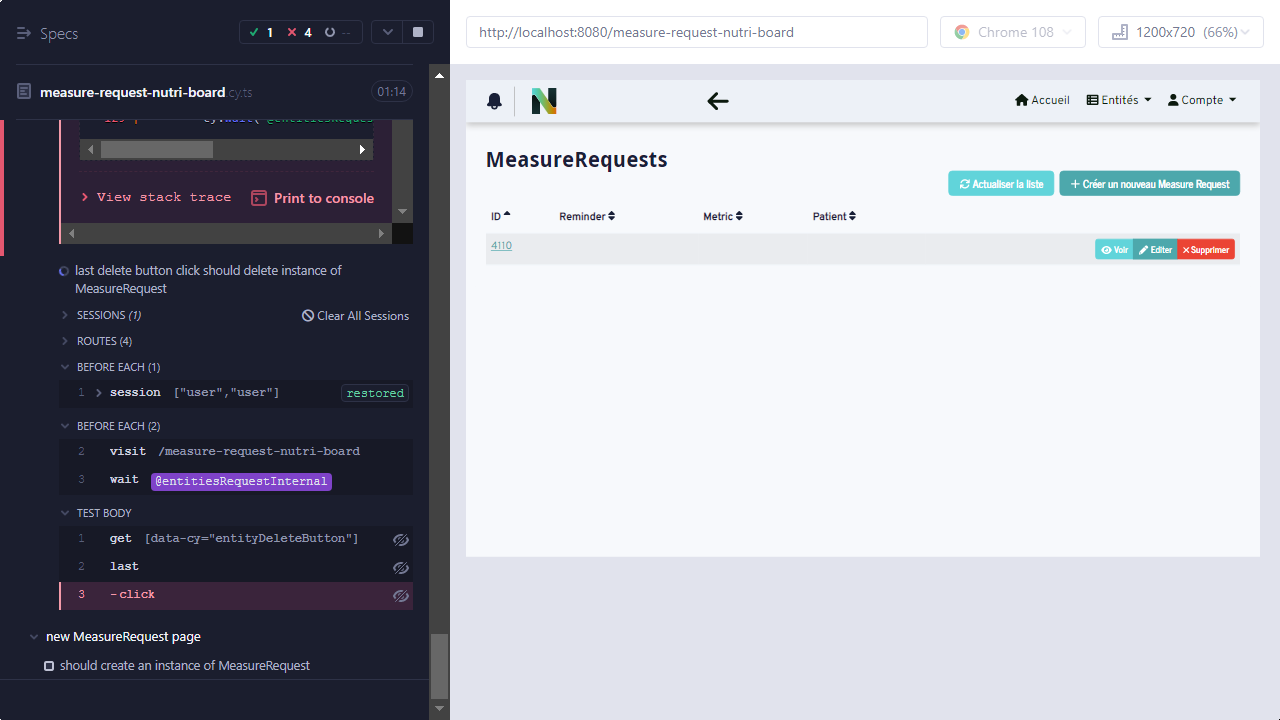 Specs
1
4
--
measure-request-nutri-board cy.ts
01:14
129 | cy.wait('@entitiesReques
View stack trace
Print to console
last delete button click should delete instance of
MeasureRequest
SESSIONS (1)
Clear All Sessions
ROUTES (4)
BEFORE EACH (1)
1 session ["user","user"] restored
BEFORE EACH (2)
2 visit /measure-request-nutri-board
3 wait @entitiesRequestInternal
TEST BODY
1 get [data-cy="entityDeleteButton"]
2 last
3 -click
new MeasureRequest page
should create an instance of MeasureRequest
http://localhost:8080/measure-request-nutri-board
Chrome 108
1200x720 (66%)
Accueil
Entités
Compte
MeasureRequests
Actualiser la liste
Créer un nouveau Measure Request
ID Reminder Metric Patient
4110
Voir
Editer
Supprimer